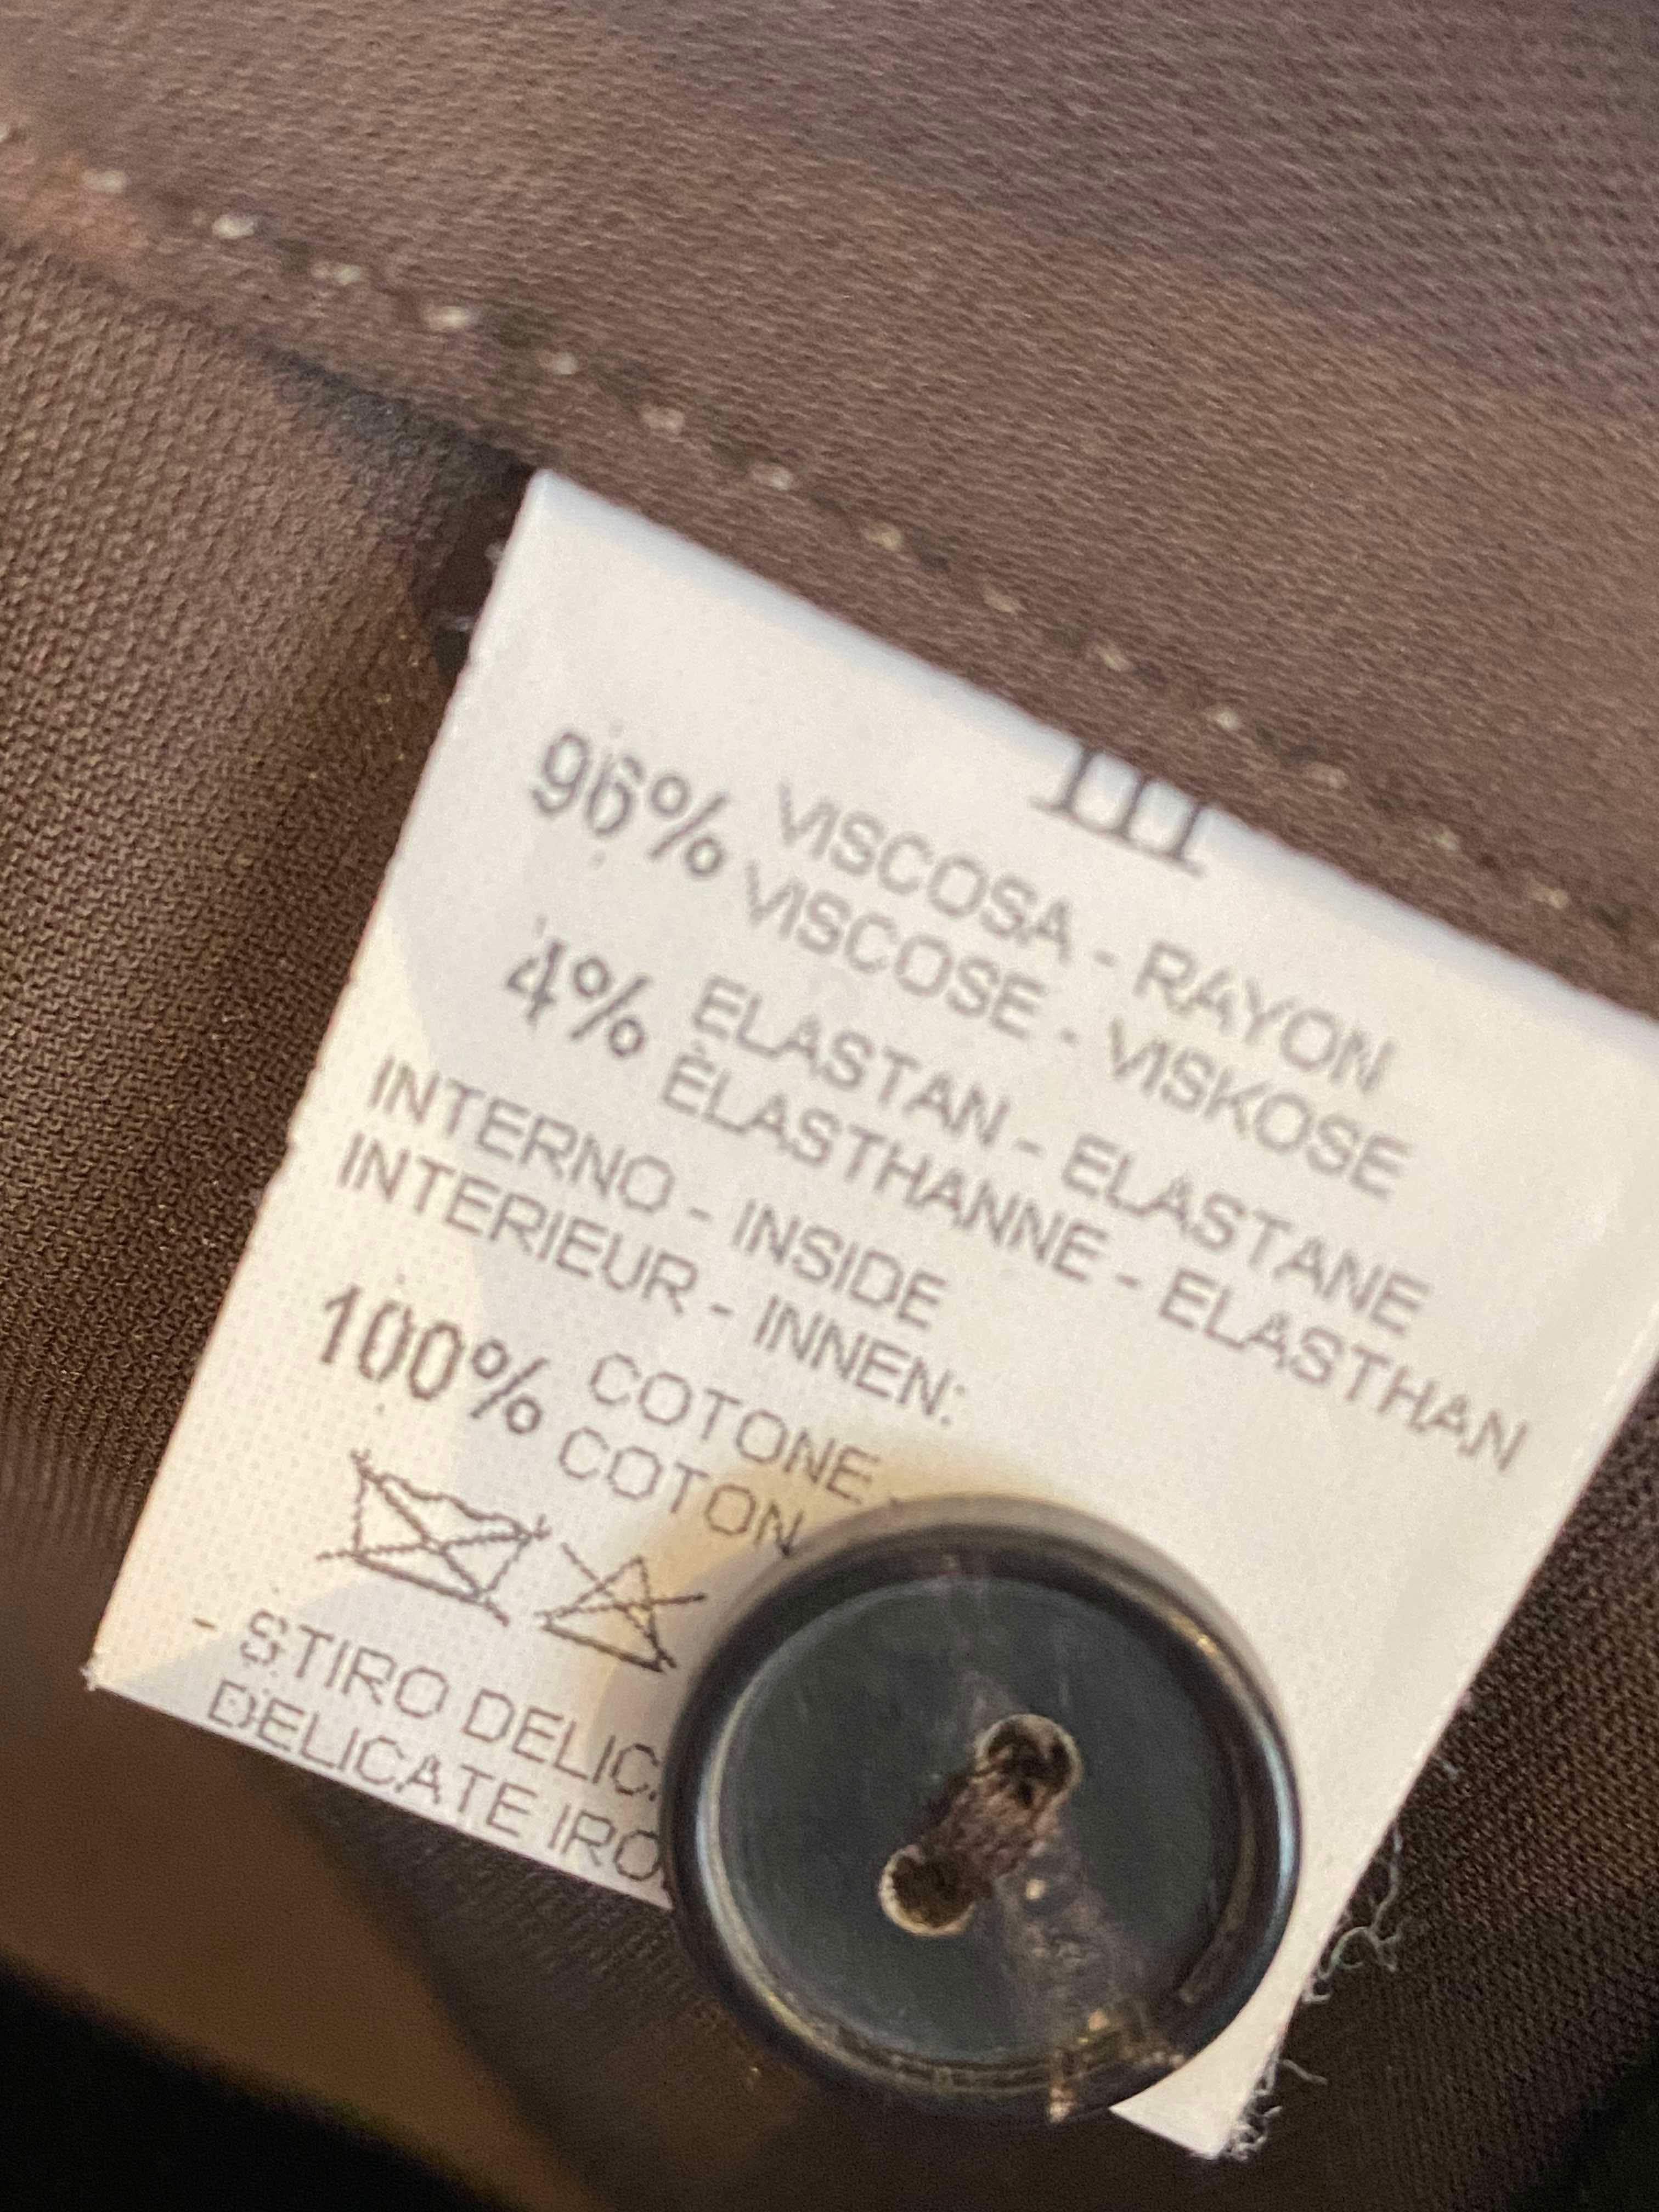 96% VISCOSA - RAYON
VISCOSE - VISKOSE
4% ELASTAN - ELASTANE
ÉLASTHANNE - ELASTHAN
INTERNO - INSIDE
INTERIEUR - INNEN:
100% COTONE
COTON
- STIRO DELIC
DELICATE IRO